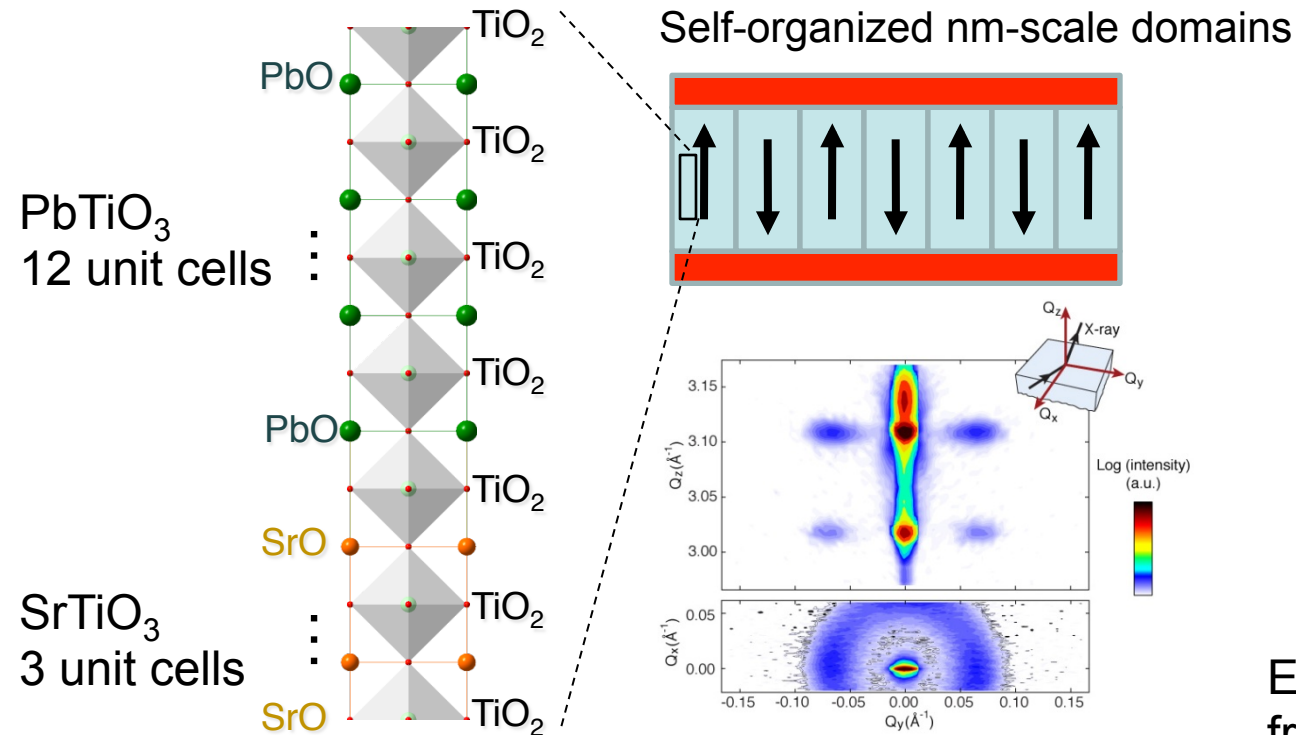 TiO2
Self-organized nm-scale domains
PbO
TiO2
PbTiO3
12 unit cells
⋮
TiO2
TiO2
PbO
TiO2
SrO
SrTiO3
3 unit cells
⋮
TiO2
SrO
TiO2
Qz
X-ray
Qy
Qx
3.15
3.10
3.05
3.00
Qz(Å-1)
Log (intensity)
(a.u.)
0.05
0.00
Qx(Å-1)
-0.15 -0.10 -0.05 0.00 0.05 0.10 0.15
Qy(Å-1)
E